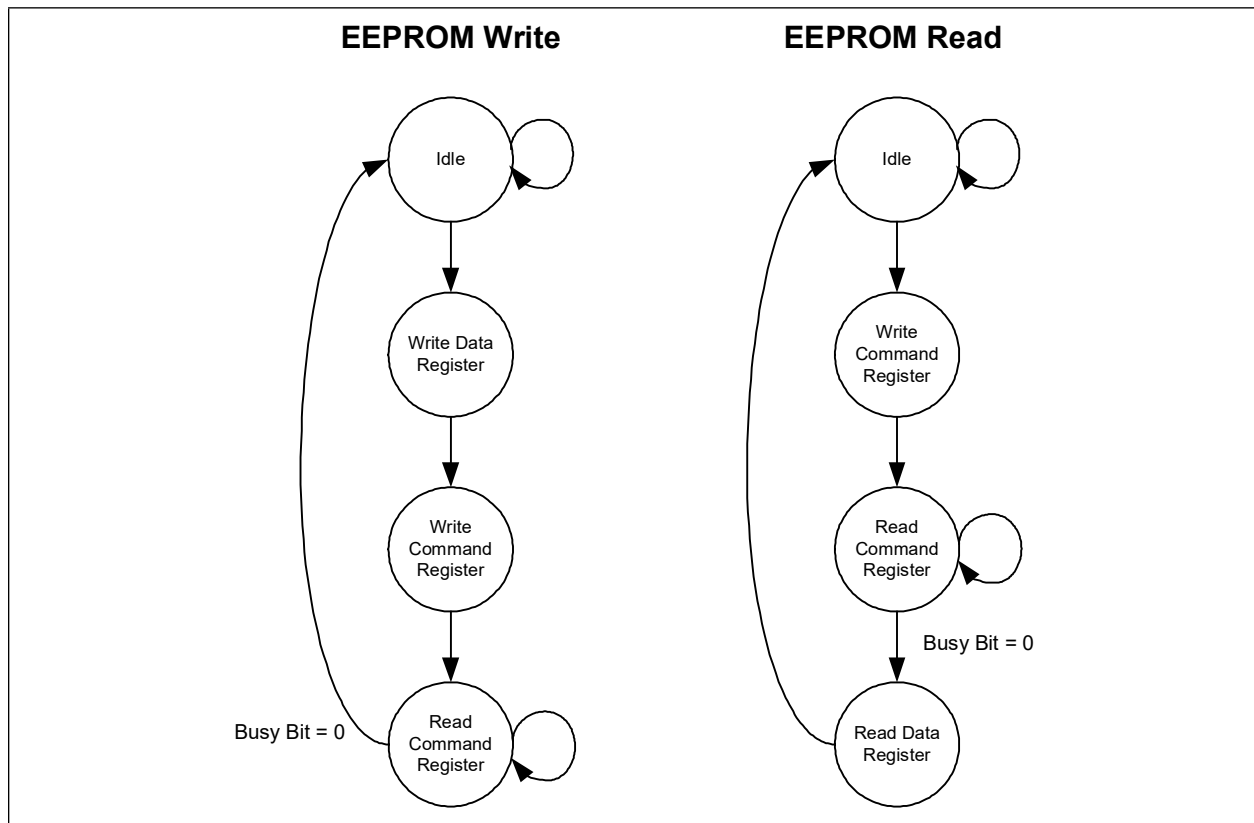 EEPROM Write
Idle
Write Data
Register
Write
Command
Register
Read
Command
Register
Busy Bit = 0
EEPROM Read
Idle
Write
Command
Register
Read
Command
Register
Busy Bit = 0
Read Data
Register